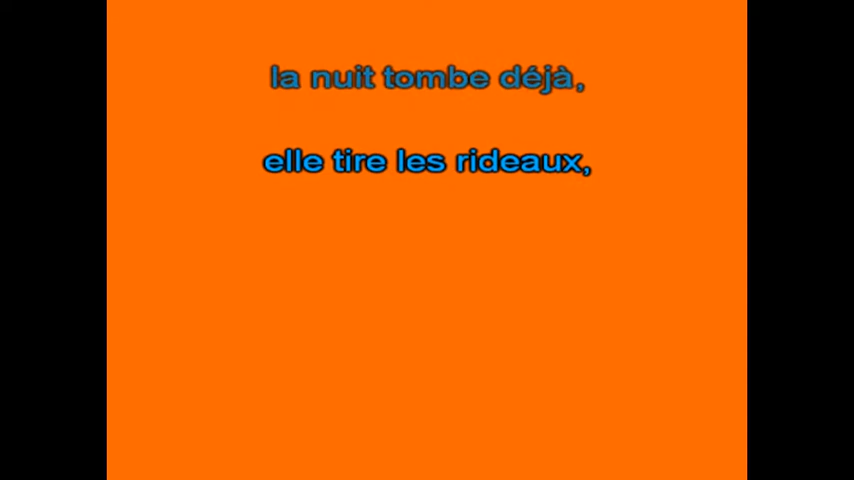 la nuit tombe déjà,
elle tire les rideaux,